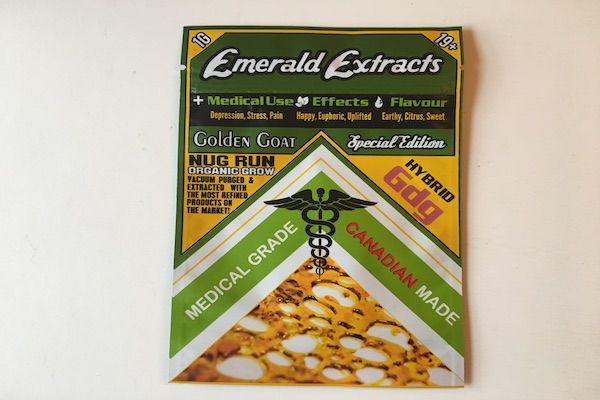 1G
19+
Emerald Extracts
+ Medical Use Effects Flavour
Depression, Stress, Pain Happy, Euphoric, Uplifted Earthy, Citrus, Sweet
Golden Goat Special Edition
NUG RUN
ORGANIC GROW
VACUUM PURGED &
EXTRACTED WITH
THE MOST REFINED
PRODUCTS ON
THE MARKET!
HYBRID
Gdg
MEDICAL GRADE
CANADIAN MADE